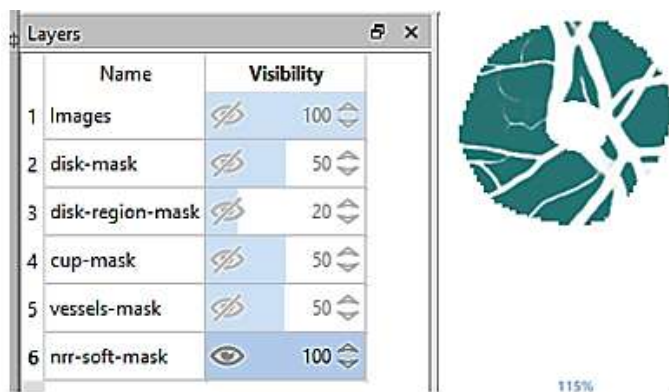 Layers
Name Visibility
1 Images 100
2 disk-mask 50
3 disk-region-mask 20
4 cup-mask 50
5 vessels-mask 50
6 nrr-soft-mask 100
115%